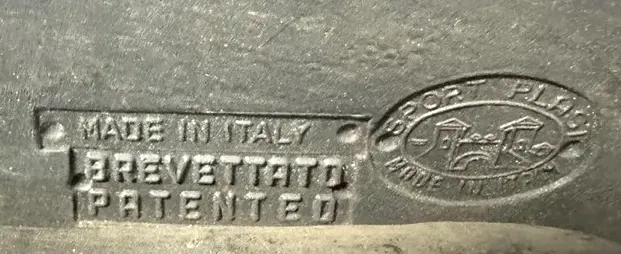 MADE IN ITALY
BREVETTATO
PATENTED
SPORT PLAST
MADE IN ITALY